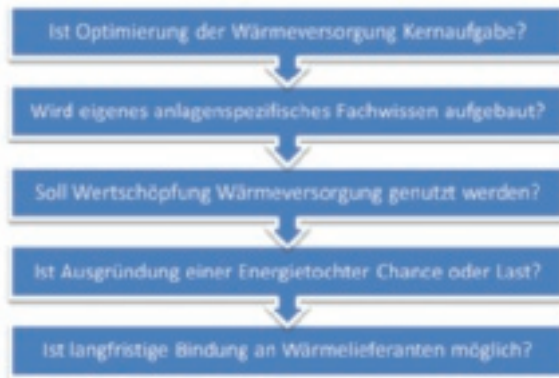 Ist Optimierung der Wärmeversorgung Kernaufgabe?
Wird eigenes anlagenspezifisches Fachwissen aufgebaut?
Soll Wertschöpfung Wärmeversorgung genutzt werden?
Ist Ausgründung einer Energietochter Chance oder Last?
Ist langfristige Bindung an Wärmelieferanten möglich?